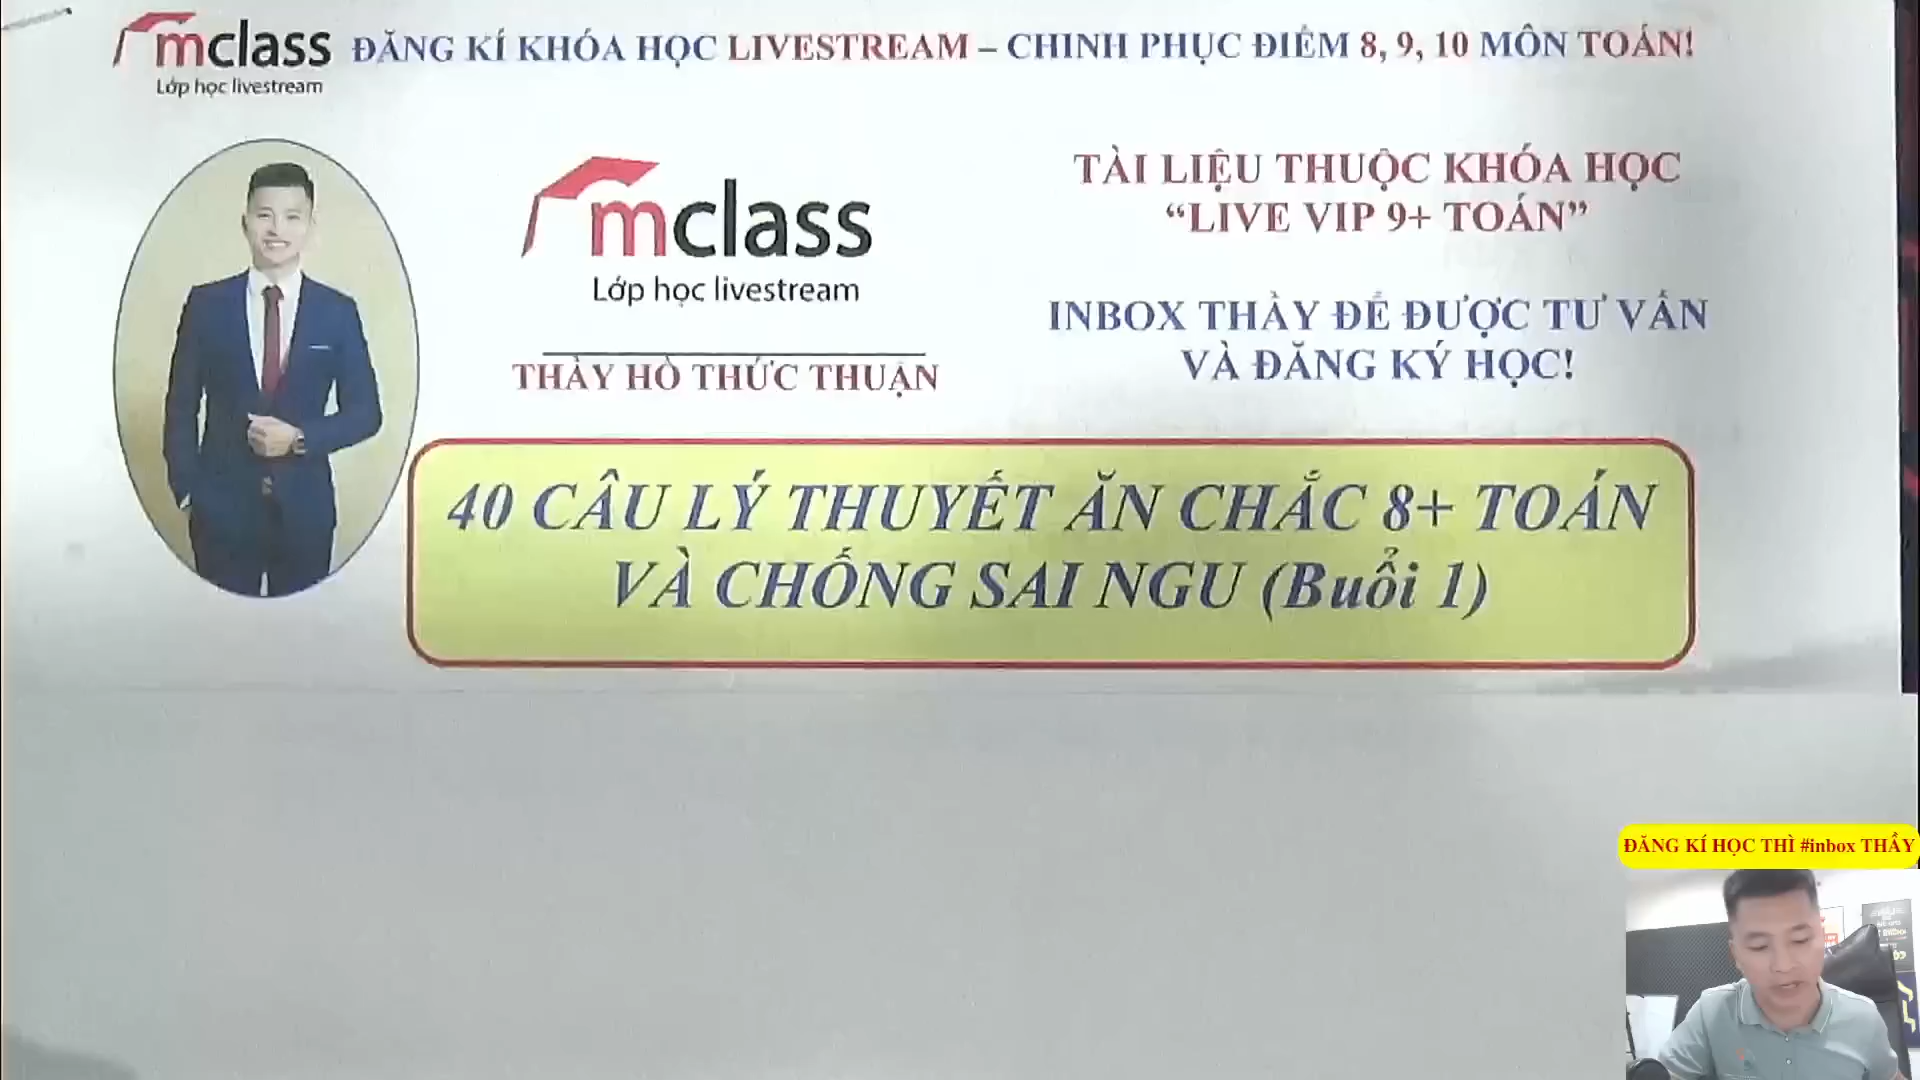 mclass
Lớp học livestream
ĐĂNG KÍ KHÓA HỌC LIVESTREAM – CHINH PHỤC ĐIỂM 8, 9, 10 MÔN TOÁN!
mclass
Lớp học livestream
THẦY HỒ THỨC THUẬN
TÀI LIỆU THUỘC KHÓA HỌC
“LIVE VIP 9+ TOÁN”
INBOX THẦY ĐỂ ĐƯỢC TƯ VẤN
VÀ ĐĂNG KÝ HỌC!
40 CÂU LÝ THUYẾT ĂN CHẮC 8+ TOÁN
VÀ CHỐNG SAI NGU (Buổi 1)
ĐĂNG KÍ HỌC THÌ #inbox THẦY